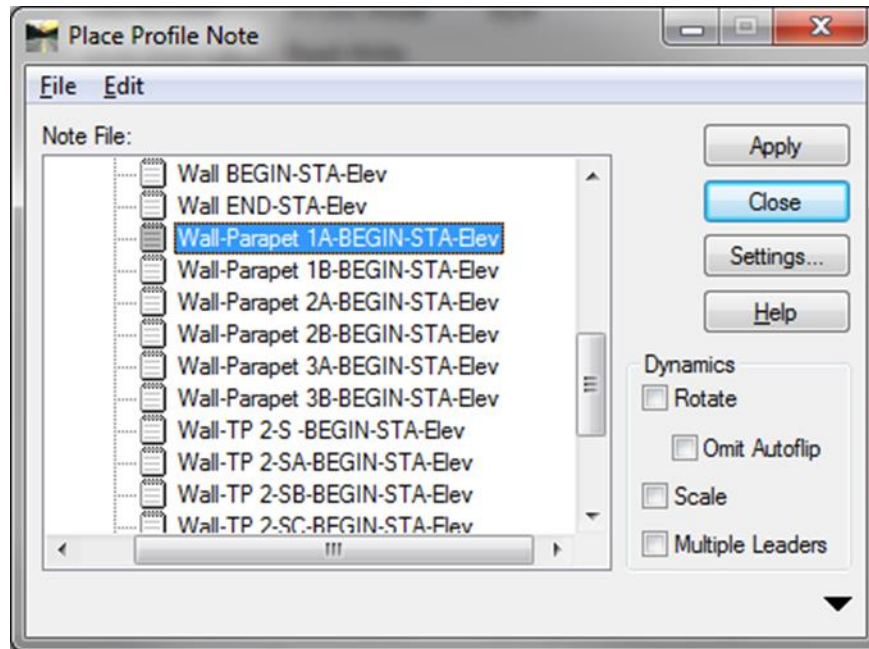 Place Profile Note
File Edit
Note File:
Wall BEGIN-STA-Elev
Wall END-STA-Elev
Wall-Parapet 1A-BEGIN-STA-Elev
Wall-Parapet 1B-BEGIN-STA-Elev
Wall-Parapet 2A-BEGIN-STA-Elev
Wall-Parapet 2B-BEGIN-STA-Elev
Wall-Parapet 3A-BEGIN-STA-Elev
Wall-Parapet 3B-BEGIN-STA-Elev
Wall-TP 2-S -BEGIN-STA-Elev
Wall-TP 2-SA-BEGIN-STA-Elev
Wall-TP 2-SB-BEGIN-STA-Elev
Wall-TP 2-SC-BEGIN-STA-Elev
Apply
Close
Settings...
Help
Dynamics
Rotate
Omit Autoflip
Scale
Multiple Leaders